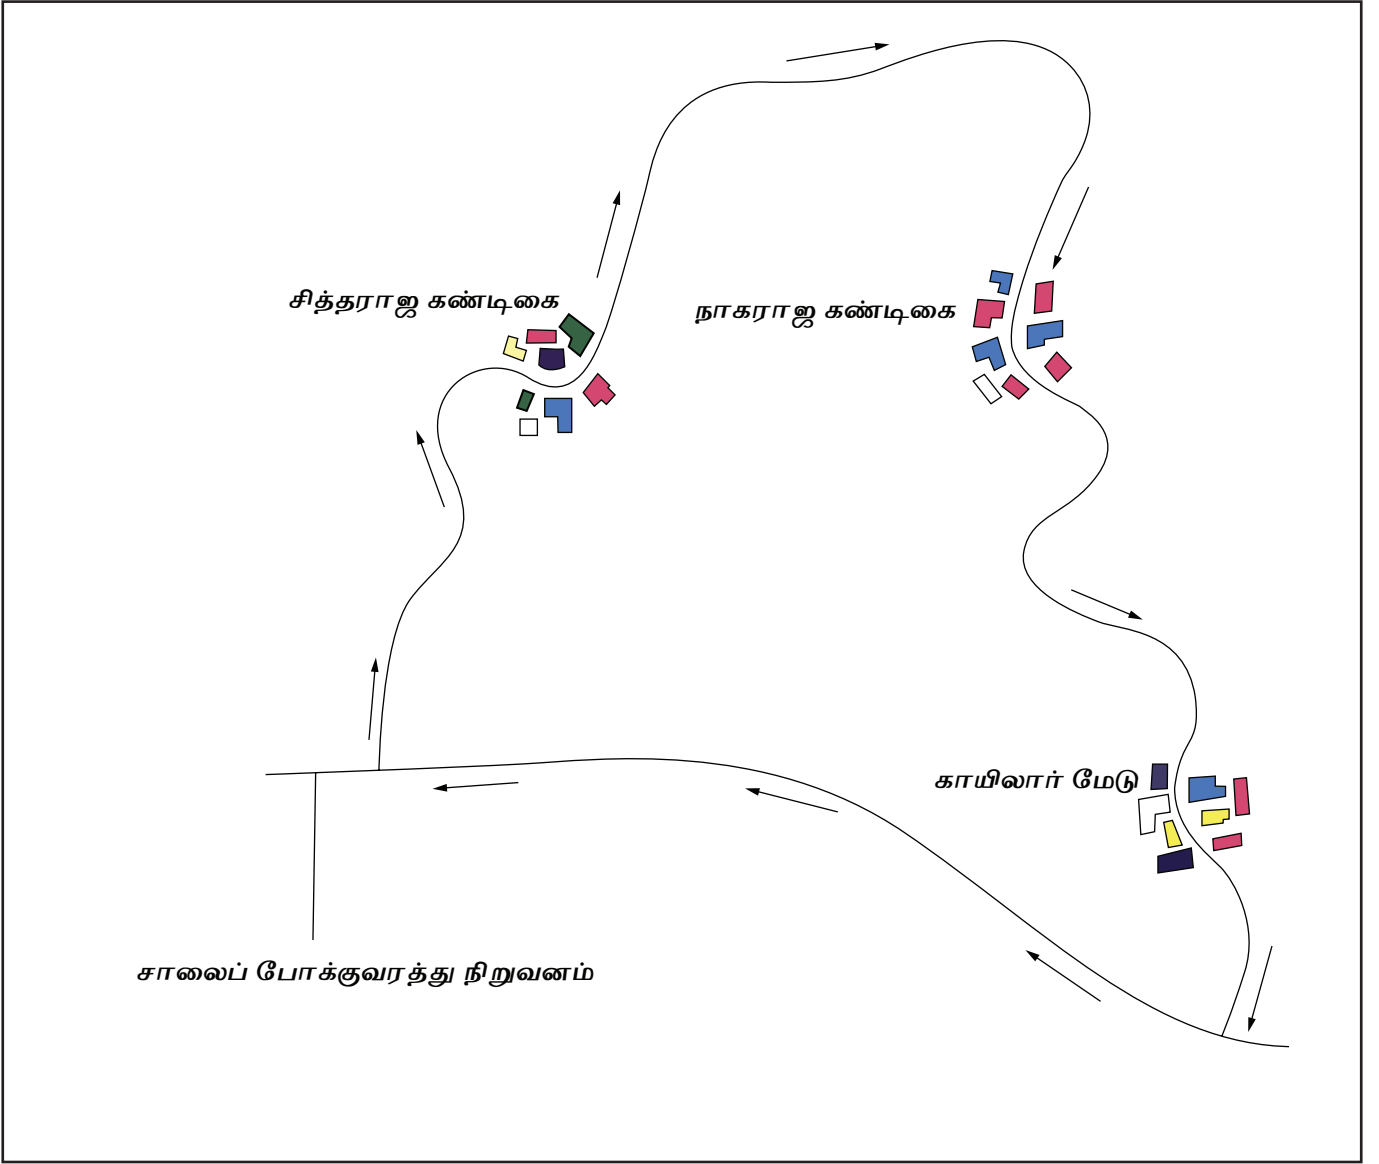 சித்தராஜ கண்டிகை
நாகராஜ கண்டிகை
காயிலார் மேடு
சாலைப் போக்குவரத்து நிறுவனம்